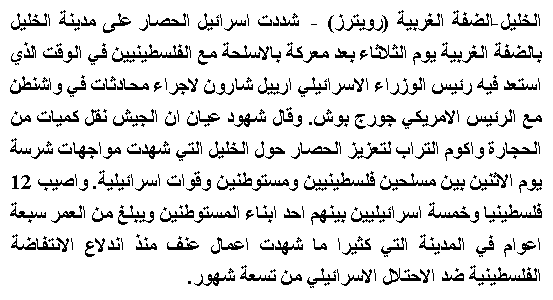 الخليل-الضفة الغربية (رويترز) - شددت اسرائيل الحصار على مدينة الخليل
بالضفة الغربية يوم الثلاثاء بعد معركة بالاسلحة مع الفلسطينيين في الوقت الذي
استعد فيه رئيس الوزراء الاسرائيلي ارييل شارون لاجراء محادثات في واشنطن
مع الرئيس الامريكي جورج بوش. وقال شهود عيان ان الجيش نقل كميات من
الحجارة واكوم التراب لتعزيز الحصار حول الخليل التي شهدت مواجهات شرسة
يوم الاثنين بين مسلحين فلسطينيين ومستوطنين وقوات اسرائيلية. واصيب 12
فلسطينيا وخمسة اسرائيليين بينهم احد ابناء المستوطنين ويبلغ من العمر سبعة
اعوام في المدينة التي كثيرا ما شهدت اعمال عنف منذ اندلاع الانتفاضة
الفلسطينية ضد الاحتلال الاسرائيلي من تسعة شهور.